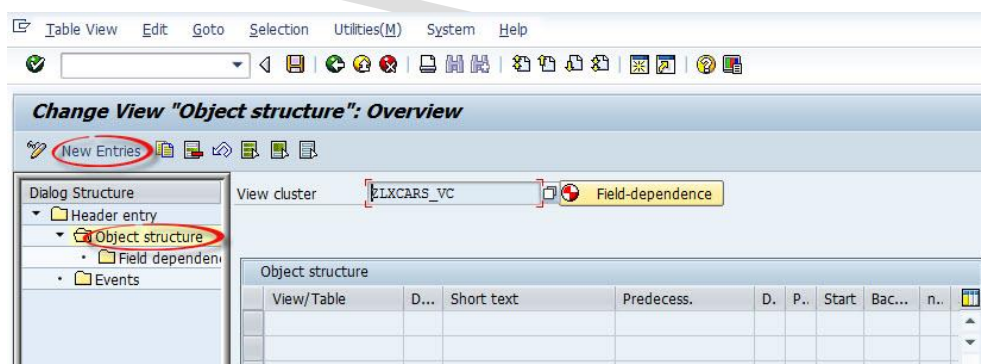 Table View Edit Goto Selection Utilities(M) System Help
Change View "Object structure": Overview
New Entries
Dialog Structure
View cluster ZLXCARS_VC Field-dependence
Header entry
Object structure
Field dependen
Events
Object structure
View/Table D... Short text Predecess. D. P.. Start Bac... n..